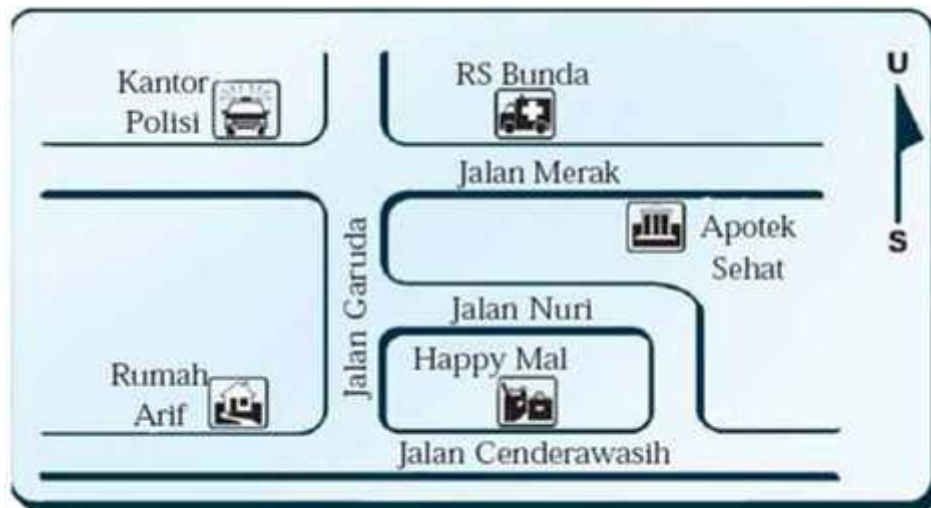 Kantor
Polisi
RS Bunda
U
Jalan Merak
S
Apotek
Sehat
Jalan Garuda
Jalan Nuri
Happy Mal
Rumah
Arif
Jalan Cenderawasih